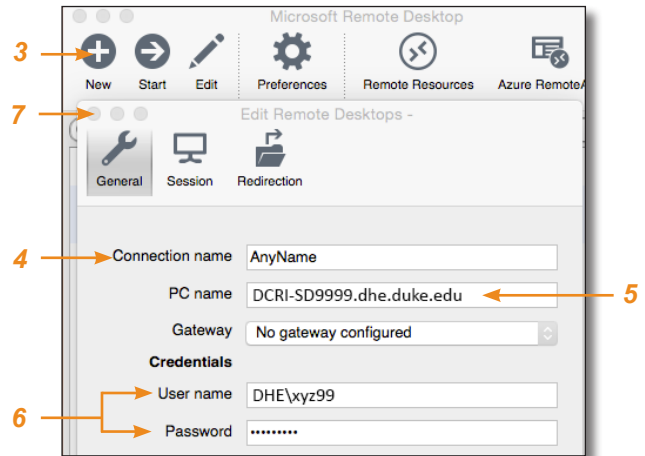 Microsoft Remote Desktop
3
New Start Edit Preferences Remote Resources Azure RemoteA
7
Edit Remote Desktops -
General Session Redirection
4 Connection name AnyName
PC name DCRI-SD9999.dhe.duke.edu 5
Gateway No gateway configured
Credentials
User name DHE\xyz99
6
Password •••••••••